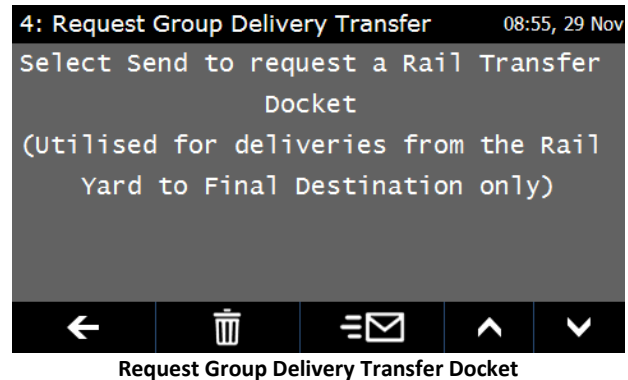 4: Request Group Delivery Transfer 08:55, 29 Nov
Select Send to request a Rail Transfer
Docket
(Utilised for deliveries from the Rail
Yard to Final Destination only)
Request Group Delivery Transfer Docket